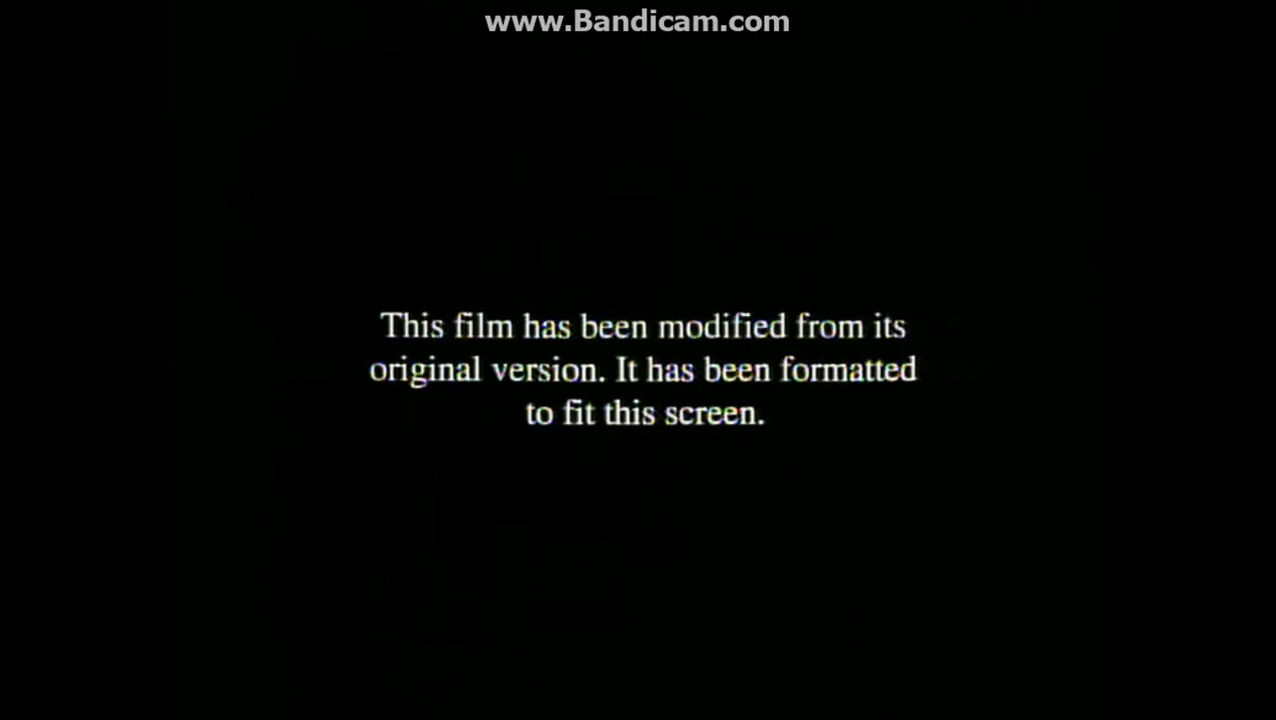 www.Bandicam.com
This film has been modified from its
original version. It has been formatted
to fit this screen.